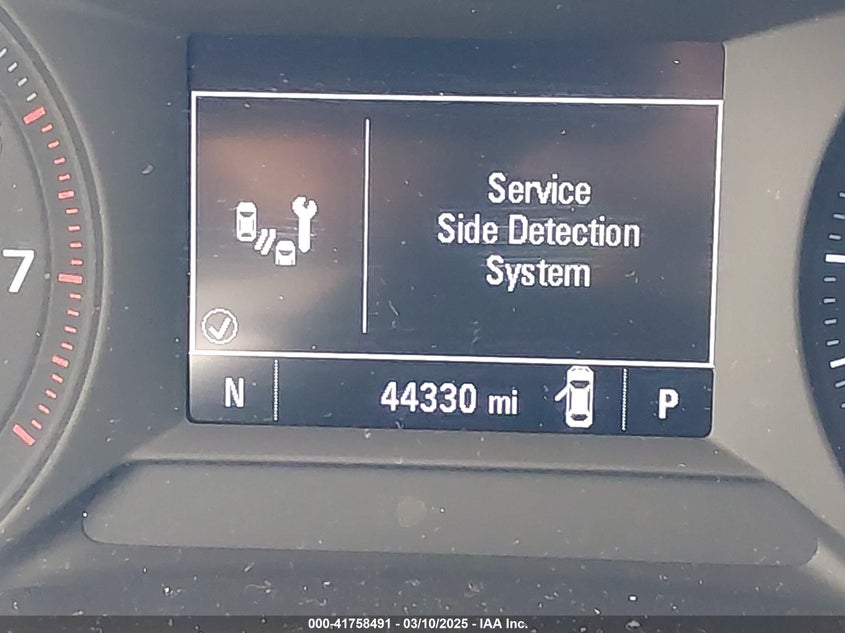 7
Service
Side Detection
System
N 44330 mi P
000-41758491 - 03/10/2025 - IAA Inc.